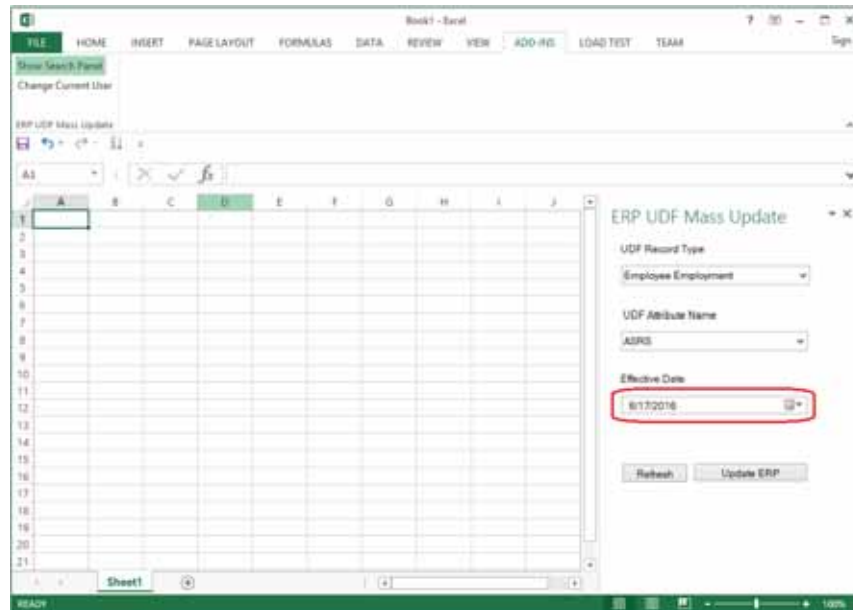 Book1 - Excel
? – ×
FILE HOME INSERT PAGE LAYOUT FORMULAS DATA REVIEW VIEW ADD-INS LOAD TEST TEAM Sign
Show Search Panel
Change Current User
ERP UDF Mass Update
A1 fx
A B C D E F G H I J
ERP UDF Mass Update
UDF Record Type
Employee Employment
UDF Attribute Name
ASRS
Effective Date
6/17/2016
Refresh Update ERP
1
2
3
4
5
6
7
8
9
10
11
12
13
14
15
16
17
18
19
20
21
Sheet1
READY 100%